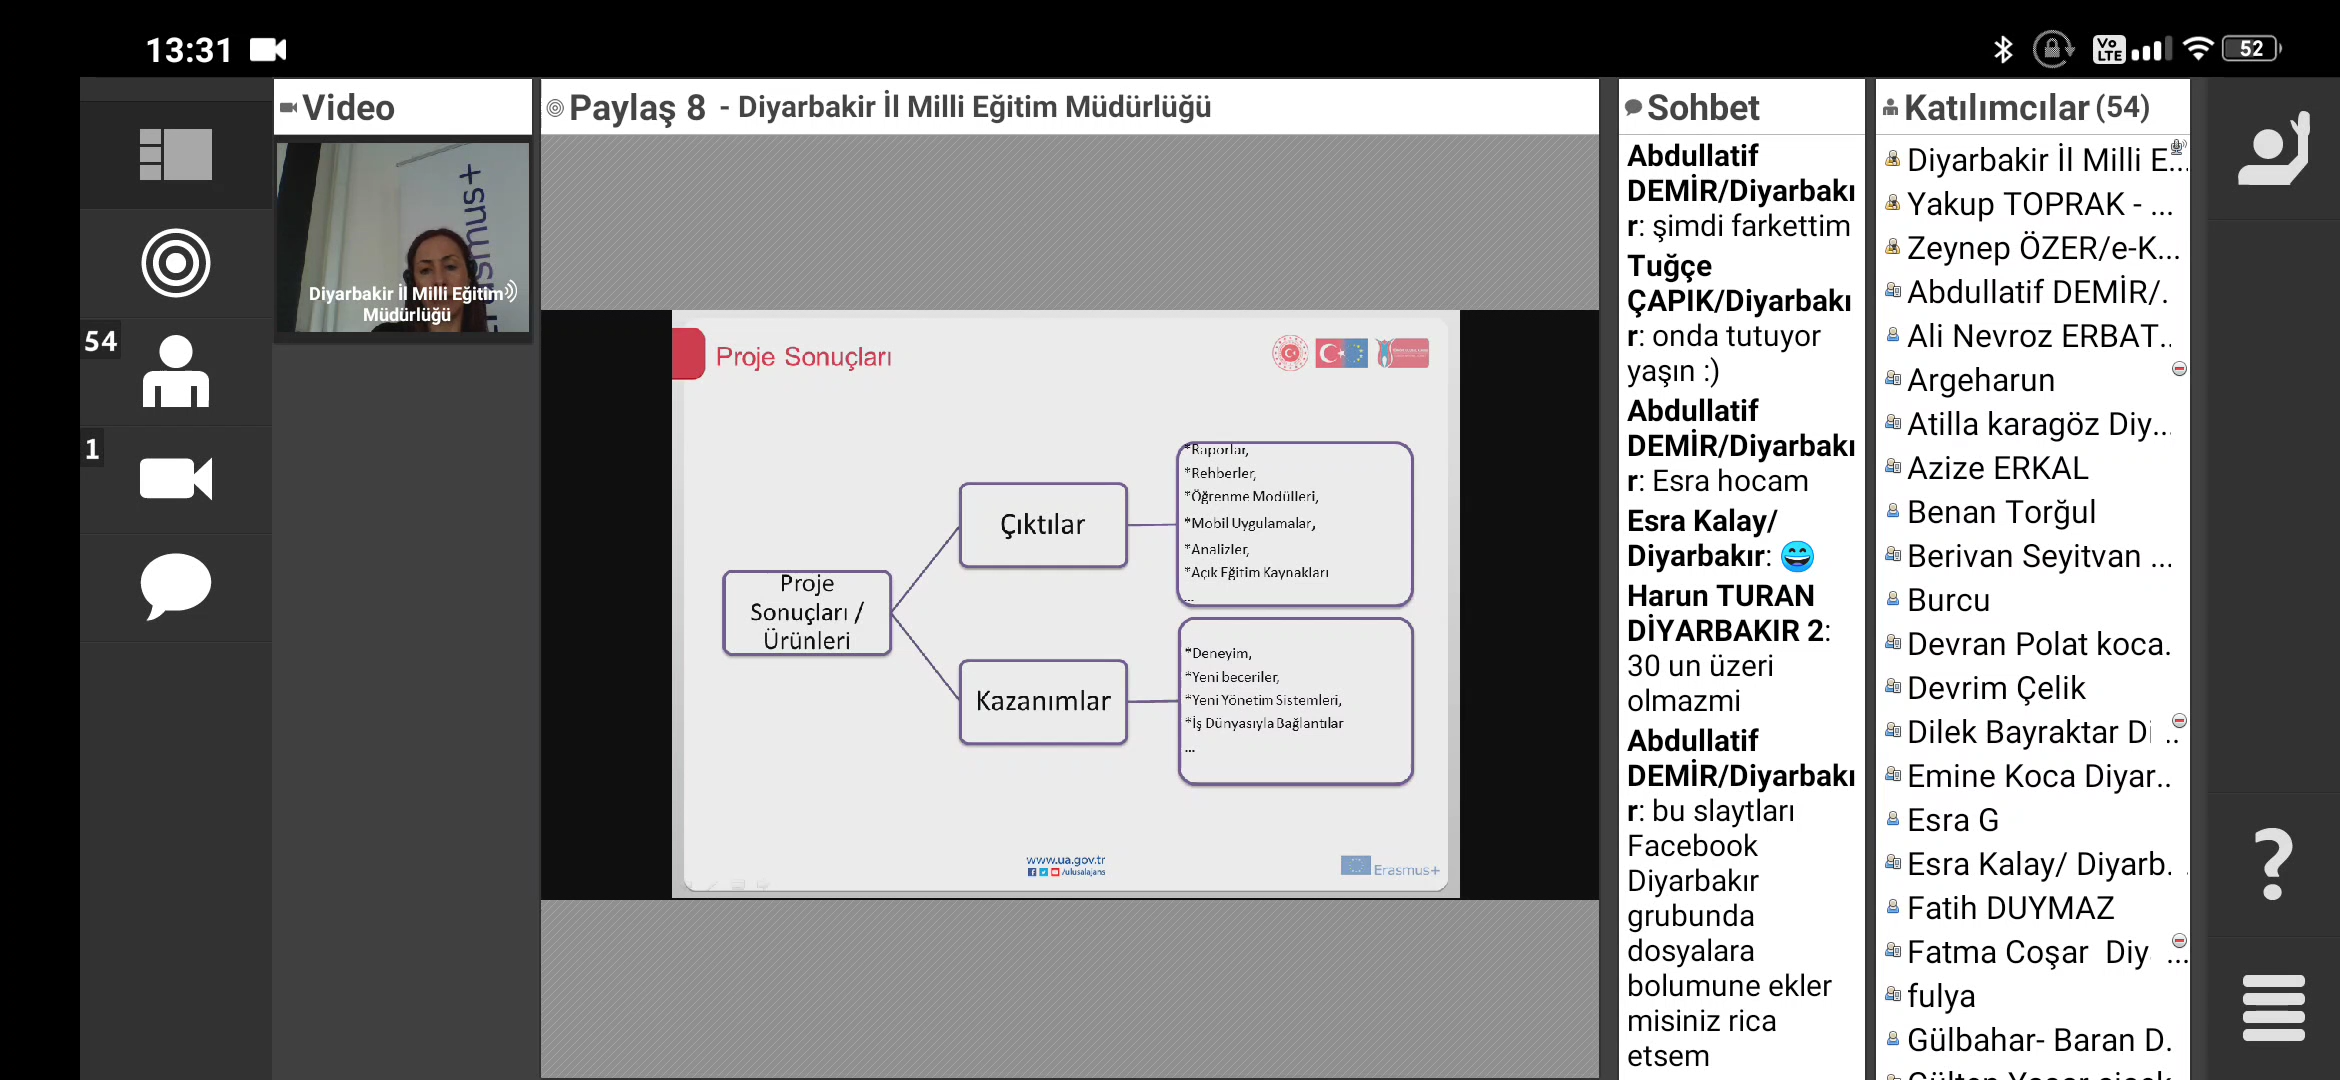 13:31
Vo LTE
52
Video
Erasmus+
Diyarbakir İl Milli Eğitim
Müdürlüğü
54
1
Paylaş 8 - Diyarbakir İl Milli Eğitim Müdürlüğü
Proje Sonuçları
Proje
Sonuçları /
Ürünleri
Çıktılar
*Raporlar,
*Rehberler,
*Öğrenme Modülleri,
*Mobil Uygulamalar,
*Analizler,
*Açık Eğitim Kaynakları
...
Kazanımlar
*Deneyim,
*Yeni beceriler,
*Yeni Yönetim Sistemleri,
*İş Dünyasıyla Bağlantılar
...
www.ua.gov.tr
/ulusalajans
Erasmus+
Sohbet
Abdullatif
DEMİR/Diyarbakı
r: şimdi farkettim
Tuğçe
ÇAPIK/Diyarbakı
r: onda tutuyor
yaşın :)
Abdullatif
DEMİR/Diyarbakı
r: Esra hocam
Esra Kalay/
Diyarbakır: 😄
Harun TURAN
DİYARBAKIR 2:
30 un üzeri
olmazmi
Abdullatif
DEMİR/Diyarbakı
r: bu slaytları
Facebook
Diyarbakır
grubunda
dosyalara
bolumune ekler
misiniz rica
etsem
Katılımcılar (54)
Diyarbakir İl Milli E...
Yakup TOPRAK - ...
Zeynep ÖZER/e-K...
Abdullatif DEMİR/.
Ali Nevroz ERBAT..
Argeharun
Atilla karagöz Diy...
Azize ERKAL
Benan Torğul
Berivan Seyitvan ...
Burcu
Devran Polat koca.
Devrim Çelik
Dilek Bayraktar Di ..
Emine Koca Diyar..
Esra G
Esra Kalay/ Diyarb. .
Fatih DUYMAZ
Fatma Coşar Diy ...
fulya
Gülbahar- Baran D.